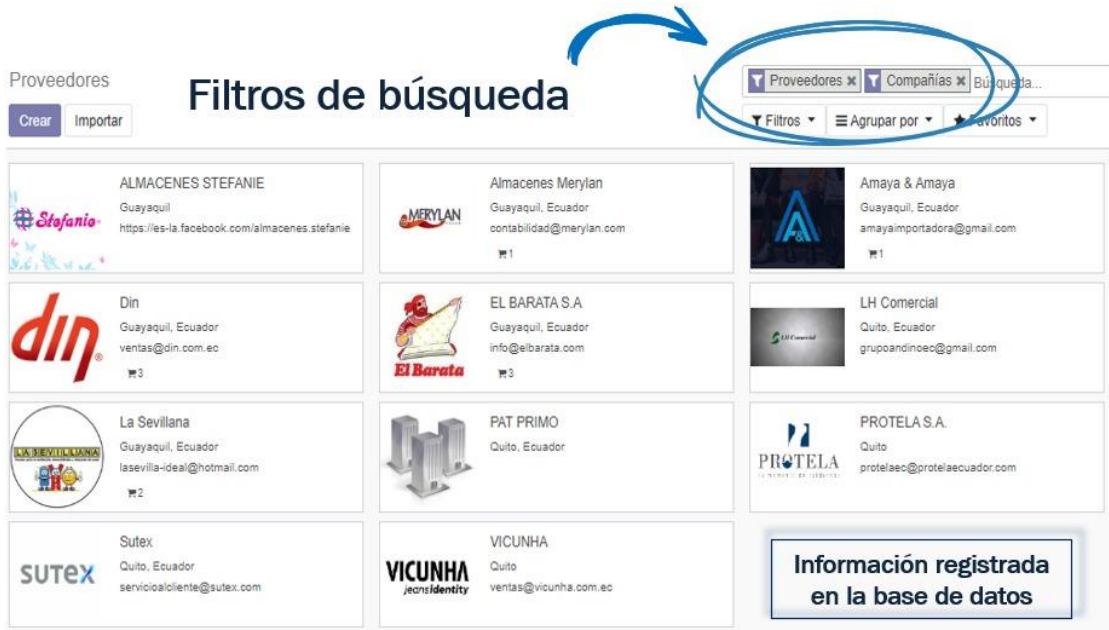 Proveedores
Filtros de búsqueda
Proveedores ✖ Compañías ✖ Búsqueda...
Crear Importar
Filtros Agrupar por Favoritos
ALMACENES STEFANIE
Guayaquil
https://es-la.facebook.com/almacenes.stefanie
Stefanie
Almacenes Merylan
Guayaquil, Ecuador
contabilidad@merylan.com
1
MERYLAN
Amaya & Amaya
Guayaquil, Ecuador
amayaimportadora@gmail.com
1
A&A
Din
Guayaquil, Ecuador
ventas@din.com.ec
3
din
EL BARATA S.A
Guayaquil, Ecuador
info@elbarata.com
3
El Barata
LH Comercial
Quito, Ecuador
grupoandinoec@gmail.com
LH Comercial
La Sevillana
Guayaquil, Ecuador
lasevilla-ideal@hotmail.com
2
LA SEVILLANA
PAT PRIMO
Quito, Ecuador
PROTELA S.A.
Quito
protelaec@protelaecuador.com
PROTELA
Sutex
Quito, Ecuador
servicioalcliente@sutex.com
SUTEX
VICUNHA
Quito
ventas@vicunha.com.ec
VICUNHA
jeansidentity
Información registrada
en la base de datos